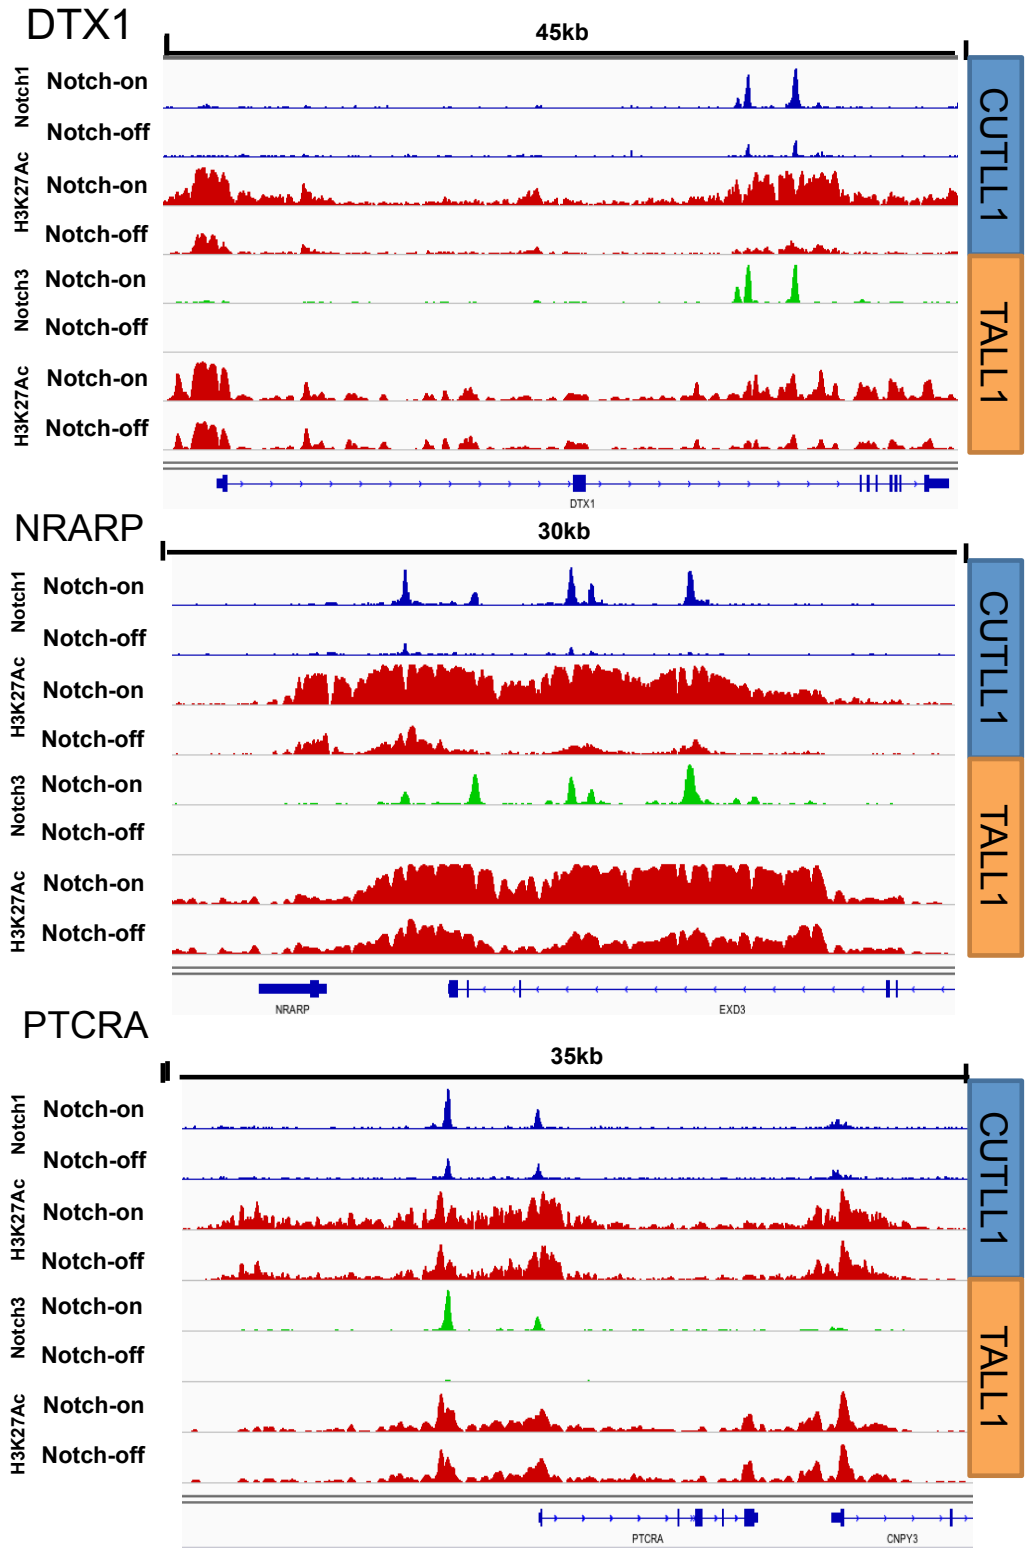 DTX1
45kb
Notch1
Notch-on
Notch-off
H3K27Ac
Notch-on
Notch-off
CUTLL1
Notch3
Notch-on
Notch-off
H3K27Ac
Notch-on
Notch-off
TALL1
DTX1
NRARP
30kb
Notch1
Notch-on
Notch-off
H3K27Ac
Notch-on
Notch-off
CUTLL1
Notch3
Notch-on
Notch-off
H3K27Ac
Notch-on
Notch-off
TALL1
NRARP
EXD3
PTCRA
35kb
Notch1
Notch-on
Notch-off
H3K27Ac
Notch-on
Notch-off
CUTLL1
Notch3
Notch-on
Notch-off
H3K27Ac
Notch-on
Notch-off
TALL1
PTCRA
CNPY3